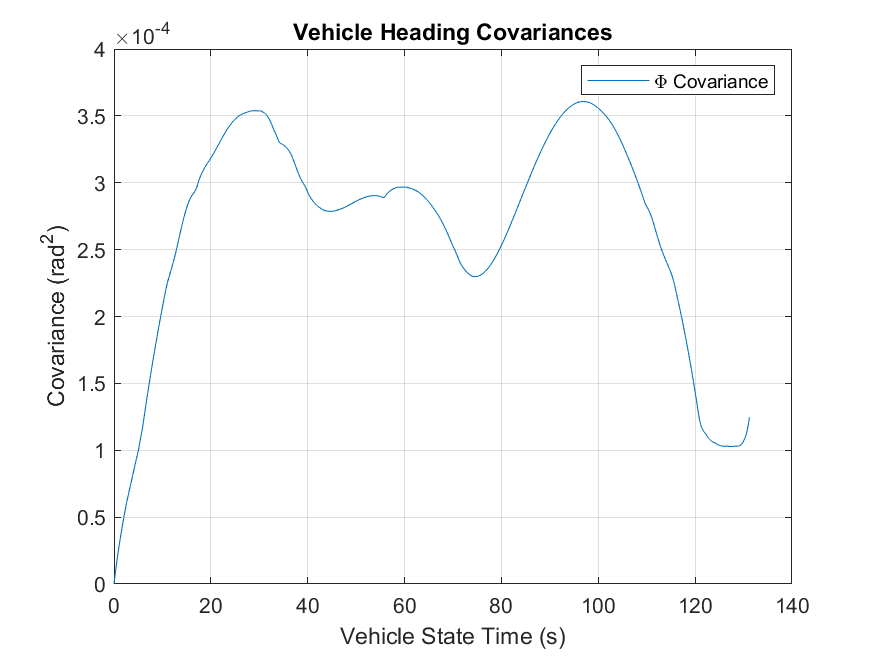 Vehicle Heading Covariances
×10⁻⁴
Φ Covariance
4
3.5
3
2.5
2
1.5
1
0.5
0
Covariance (rad²)
0 20 40 60 80 100 120 140
Vehicle State Time (s)